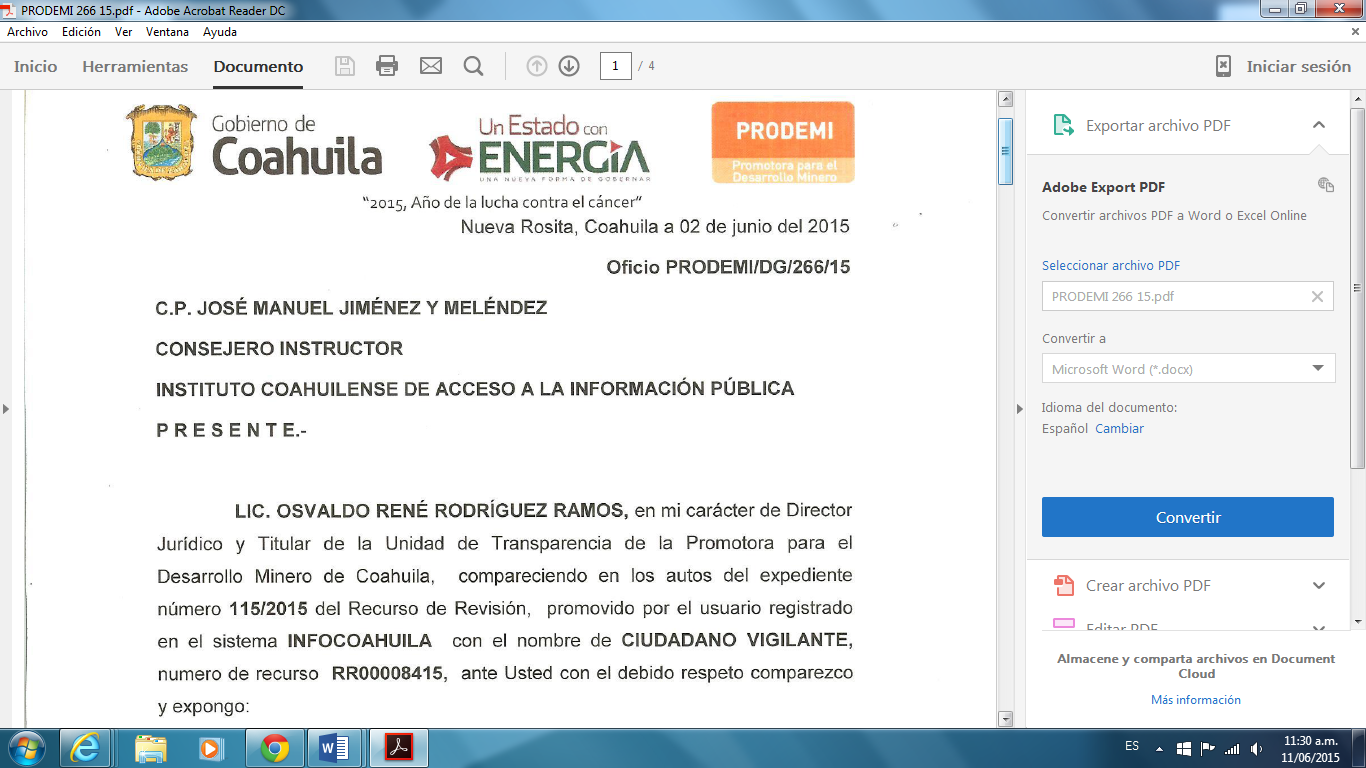 PRODEMI 266 15.pdf - Adobe Acrobat Reader DC
Archivo Edición Ver Ventana Ayuda
Inicio Herramientas Documento 1 / 4 Iniciar sesión
Gobierno de
Coahuila
Un Estado con
ENERGÍA
UNA NUEVA FORMA DE GOBERNAR
PRODEMI
Promotora para el
Desarrollo Minero
"2015, Año de la lucha contra el cáncer"
Nueva Rosita, Coahuila a 02 de junio del 2015
Oficio PRODEMI/DG/266/15
C.P. JOSÉ MANUEL JIMÉNEZ Y MELÉNDEZ
CONSEJERO INSTRUCTOR
INSTITUTO COAHUILENSE DE ACCESO A LA INFORMACIÓN PÚBLICA
P R E S E N T E.-
LIC. OSVALDO RENÉ RODRÍGUEZ RAMOS, en mi carácter de Director
Jurídico y Titular de la Unidad de Transparencia de la Promotora para el
Desarrollo Minero de Coahuila, compareciendo en los autos del expediente
número 115/2015 del Recurso de Revisión, promovido por el usuario registrado
en el sistema INFOCOAHUILA con el nombre de CIUDADANO VIGILANTE,
numero de recurso RR00008415, ante Usted con el debido respeto comparezco
y expongo:
Exportar archivo PDF
Adobe Export PDF
Convertir archivos PDF a Word o Excel Online
Seleccionar archivo PDF
PRODEMI 266 15.pdf
Convertir a
Microsoft Word (*.docx)
Idioma del documento:
Español Cambiar
Convertir
Crear archivo PDF
Editar PDF
Almacene y comparta archivos en Document
Cloud
Más información
ES
11:30 a.m.
11/06/2015